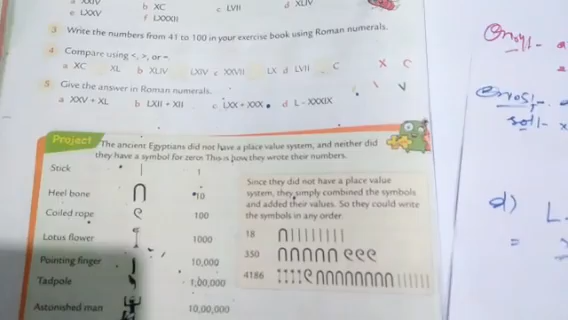 a XXIV b XC c LVII d XLIV
e LXXV f LXXXII
3 Write the numbers from 41 to 100 in your exercise book using Roman numerals.
4 Compare using <, >, or =
a XC XL b XLIV LXIV c XXVII LX d LVII C
5 Give the answer in Roman numerals.
a XXV + XL b LXII + XII c LXX + XXX d L - XXXIX
X C
\ V
d) L
=
Project The ancient Egyptians did not have a place value system, and neither did
they have a symbol for zero! This is how they wrote their numbers.
Stick 1
Heel bone 10
Coiled rope 100
Lotus flower 1000
Pointing finger 10,000
Tadpole 1,00,000
Astonished man 10,00,000
Since they did not have a place value
system, they simply combined the symbols
and added their values. So they could write
the symbols in any order.
18
350
4186